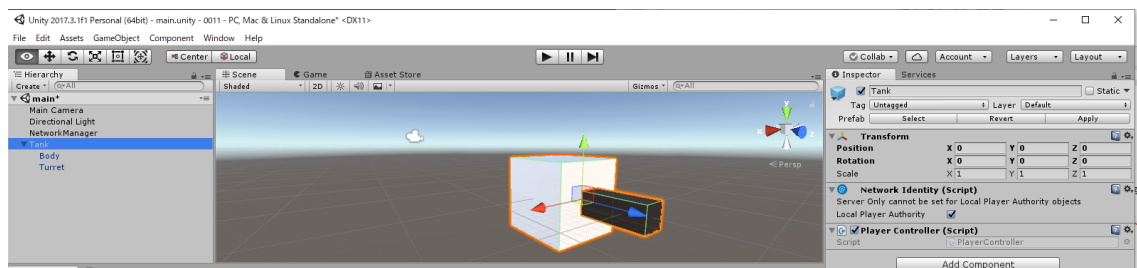 Unity 2017.3.1f1 Personal (64bit) - main.unity - 0011 - PC, Mac & Linux Standalone* <DX11>
File Edit Assets GameObject Component Window Help
Center Local Collab Account Layers Layout
Hierarchy
Create All
main*
Main Camera
Directional Light
NetworkManager
Tank
Body
Turret
Scene Game Asset Store
Shaded 2D Gizmos All
y
x z
Persp
Inspector Services
Tank Static
Tag Untagged Layer Default
Prefab Select Revert Apply
Transform
Position X 0 Y 0 Z 0
Rotation X 0 Y 0 Z 0
Scale X 1 Y 1 Z 1
Network Identity (Script)
Server Only cannot be set for Local Player Authority objects
Local Player Authority
Player Controller (Script)
Script PlayerController
Add Component